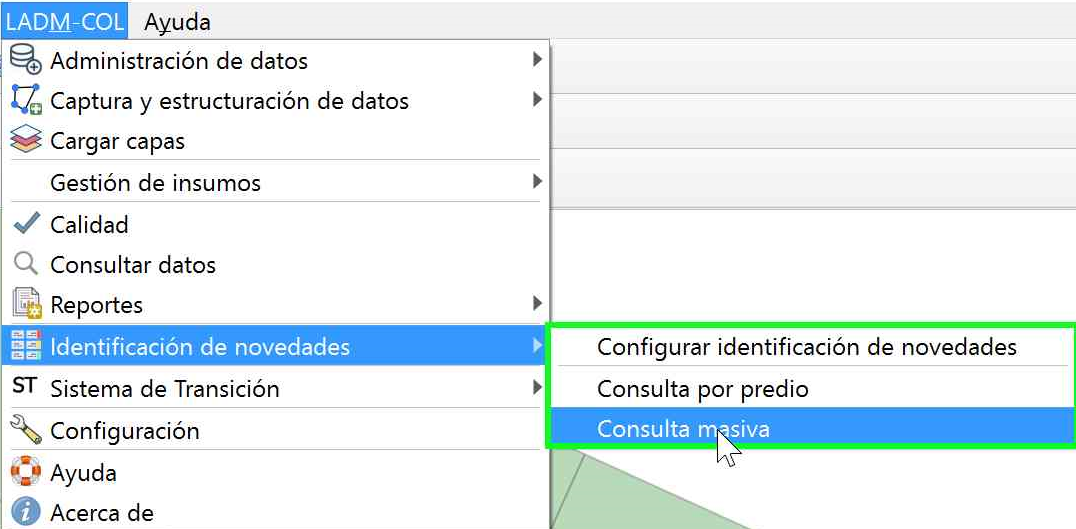 LADM-COL Ayuda
Administración de datos
Captura y estructuración de datos
Cargar capas
Gestión de insumos
Calidad
Consultar datos
Reportes
Identificación de novedades
Configurar identificación de novedades
ST Sistema de Transición
Consulta por predio
Configuración
Consulta masiva
Ayuda
Acerca de